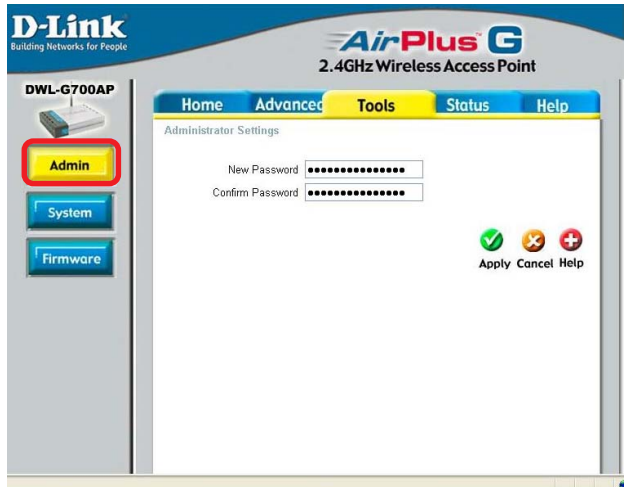 D-Link
Building Networks for People
AirPlus™ G
2.4GHz Wireless Access Point
DWL-G700AP
Home Advanced Tools Status Help
Administrator Settings
Admin
New Password
Confirm Password
System
Apply Cancel Help
Firmware